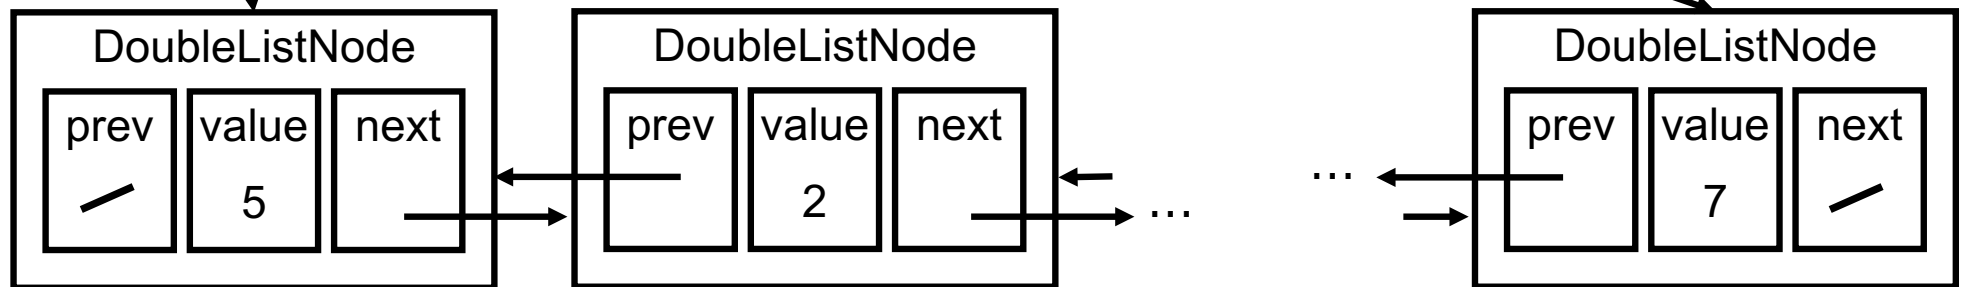 DoubleListNode
prev value next
5
DoubleListNode
prev value next
2
...
...
DoubleListNode
prev value next
7